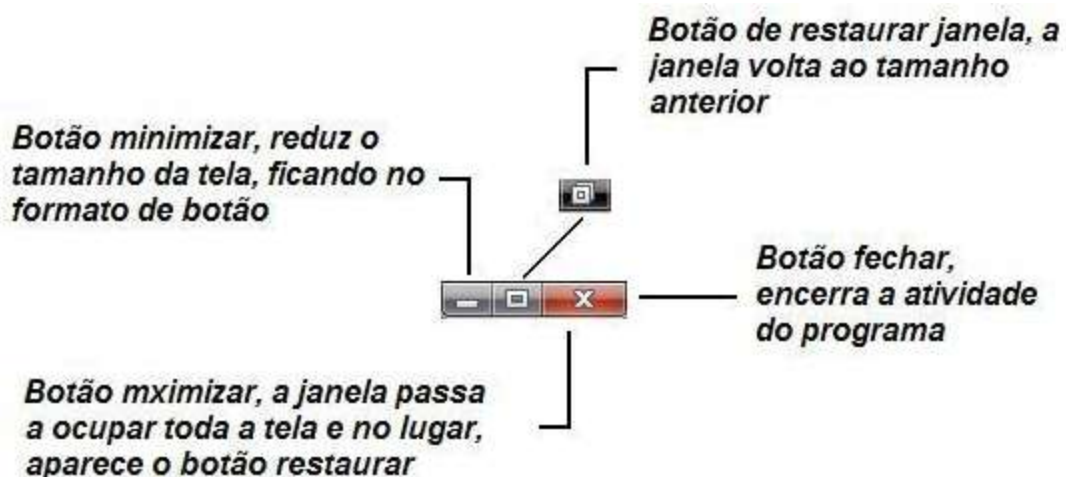 Botão de restaurar janela, a
janela volta ao tamanho
anterior
Botão minimizar, reduz o
tamanho da tela, ficando no
formato de botão
Botão fechar,
encerra a atividade
do programa
Botão mximizar, a janela passa
a ocupar toda a tela e no lugar,
aparece o botão restaurar